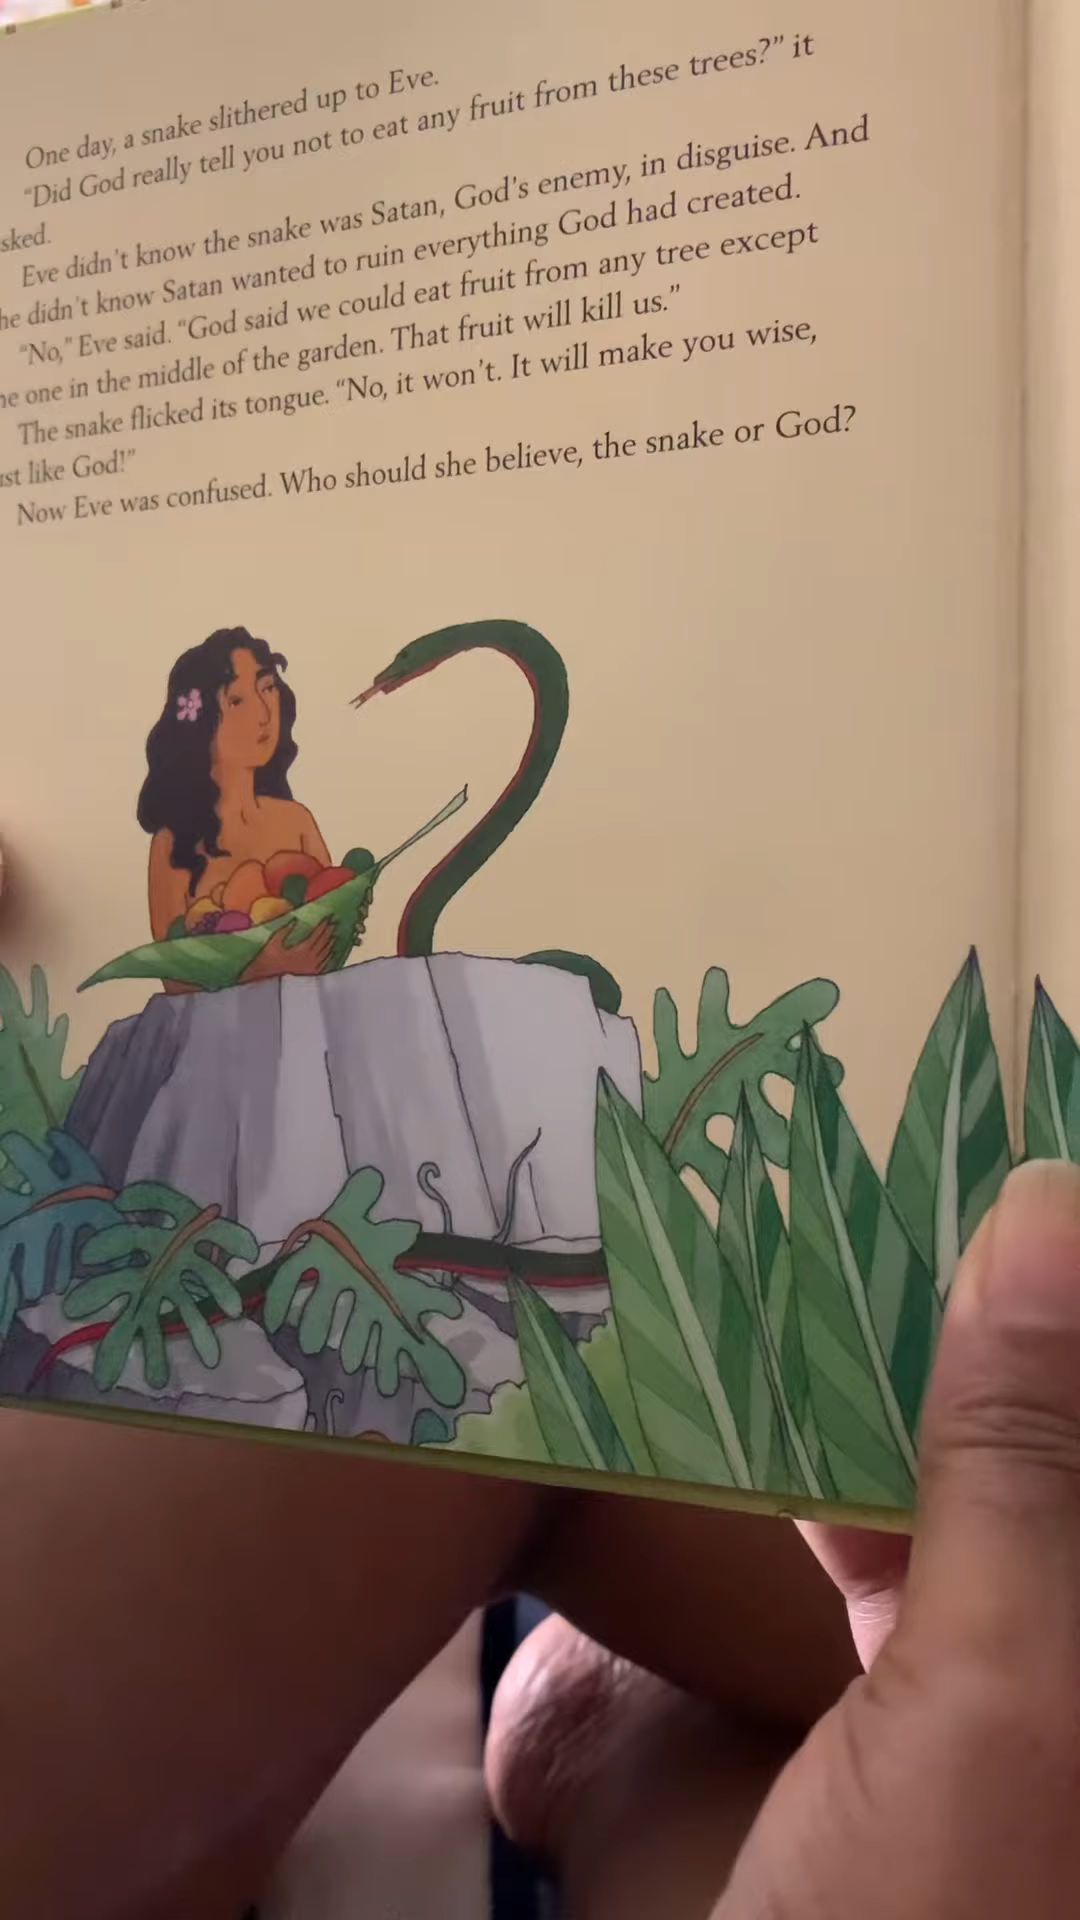 One day, a snake slithered up to Eve.
“Did God really tell you not to eat any fruit from these trees?” it
sked.
Eve didn’t know the snake was Satan, God’s enemy, in disguise. And
he didn’t know Satan wanted to ruin everything God had created.
“No,” Eve said. “God said we could eat fruit from any tree except
he one in the middle of the garden. That fruit will kill us.”
The snake flicked its tongue. “No, it won’t. It will make you wise,
ust like God!”
Now Eve was confused. Who should she believe, the snake or God?